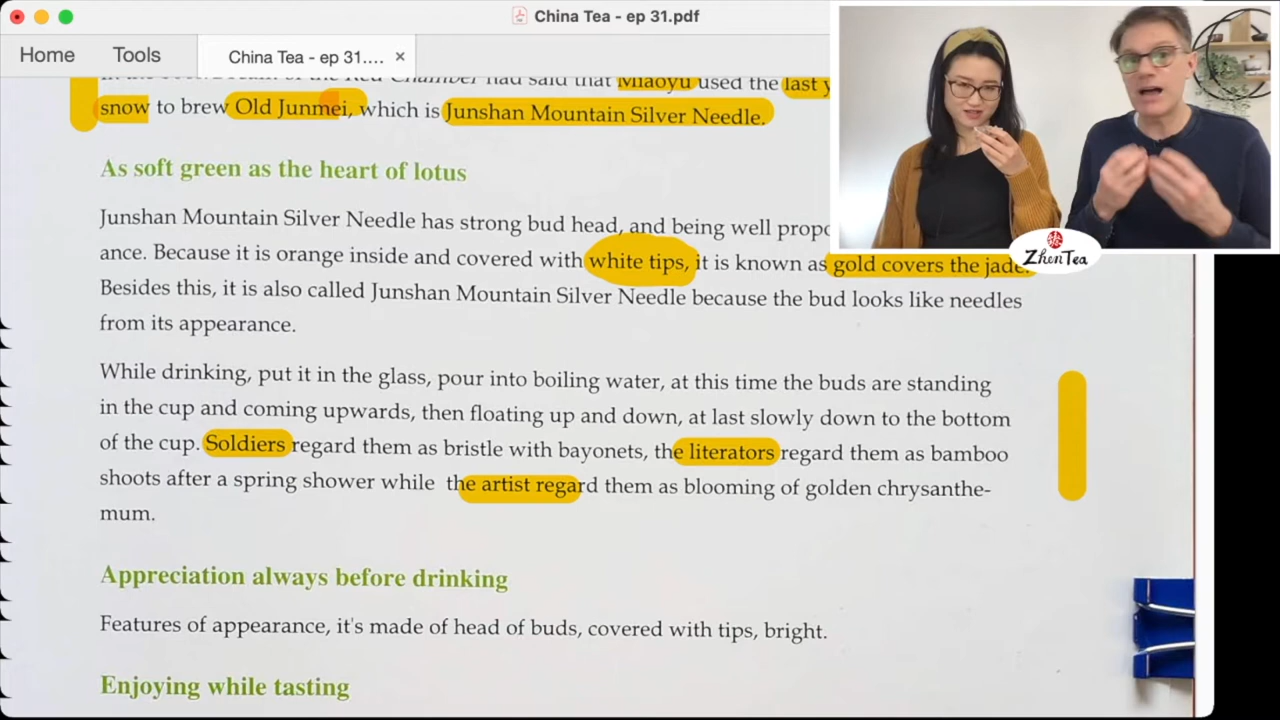 China Tea - ep 31.pdf
Home Tools China Tea - ep 31.... ×
Chamber had said that Miaoyu used the last
snow to brew Old Junmei, which is Junshan Mountain Silver Needle.
As soft green as the heart of lotus
Junshan Mountain Silver Needle has strong bud head, and being well
ance. Because it is orange inside and covered with white tips, it is known as gold covers the jade.
Besides this, it is also called Junshan Mountain Silver Needle because the bud looks like needles
from its appearance.
While drinking, put it in the glass, pour into boiling water, at this time the buds are standing
in the cup and coming upwards, then floating up and down, at last slowly down to the bottom
of the cup. Soldiers regard them as bristle with bayonets, the literators regard them as bamboo
shoots after a spring shower while the artist regard them as blooming of golden chrysanthe-
mum.
Appreciation always before drinking
Features of appearance, it's made of head of buds, covered with tips, bright.
Enjoying while tasting
ZhenTea